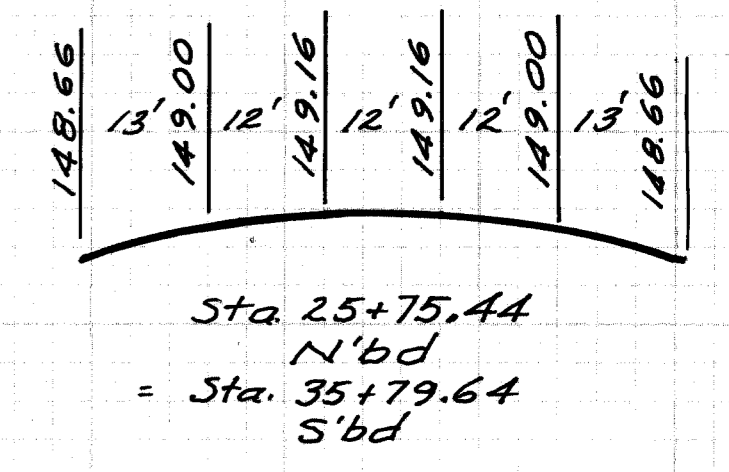 148.66 13' 149.00 12' 149.16 12' 149.16 12' 149.00 13' 148.66
Sta. 25+75.44
N'bd
= Sta. 35+79.64
S'bd